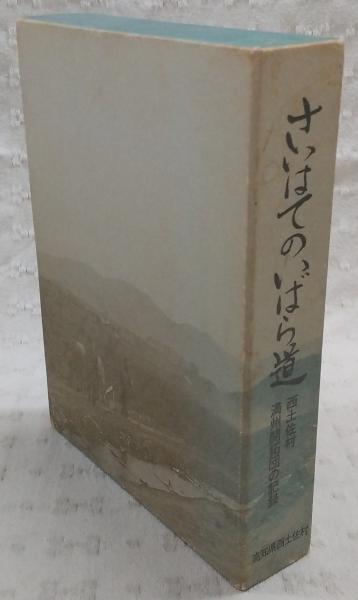 さいはてのいばら道
西土佐村
満州開拓団の記録
高知県西土佐村